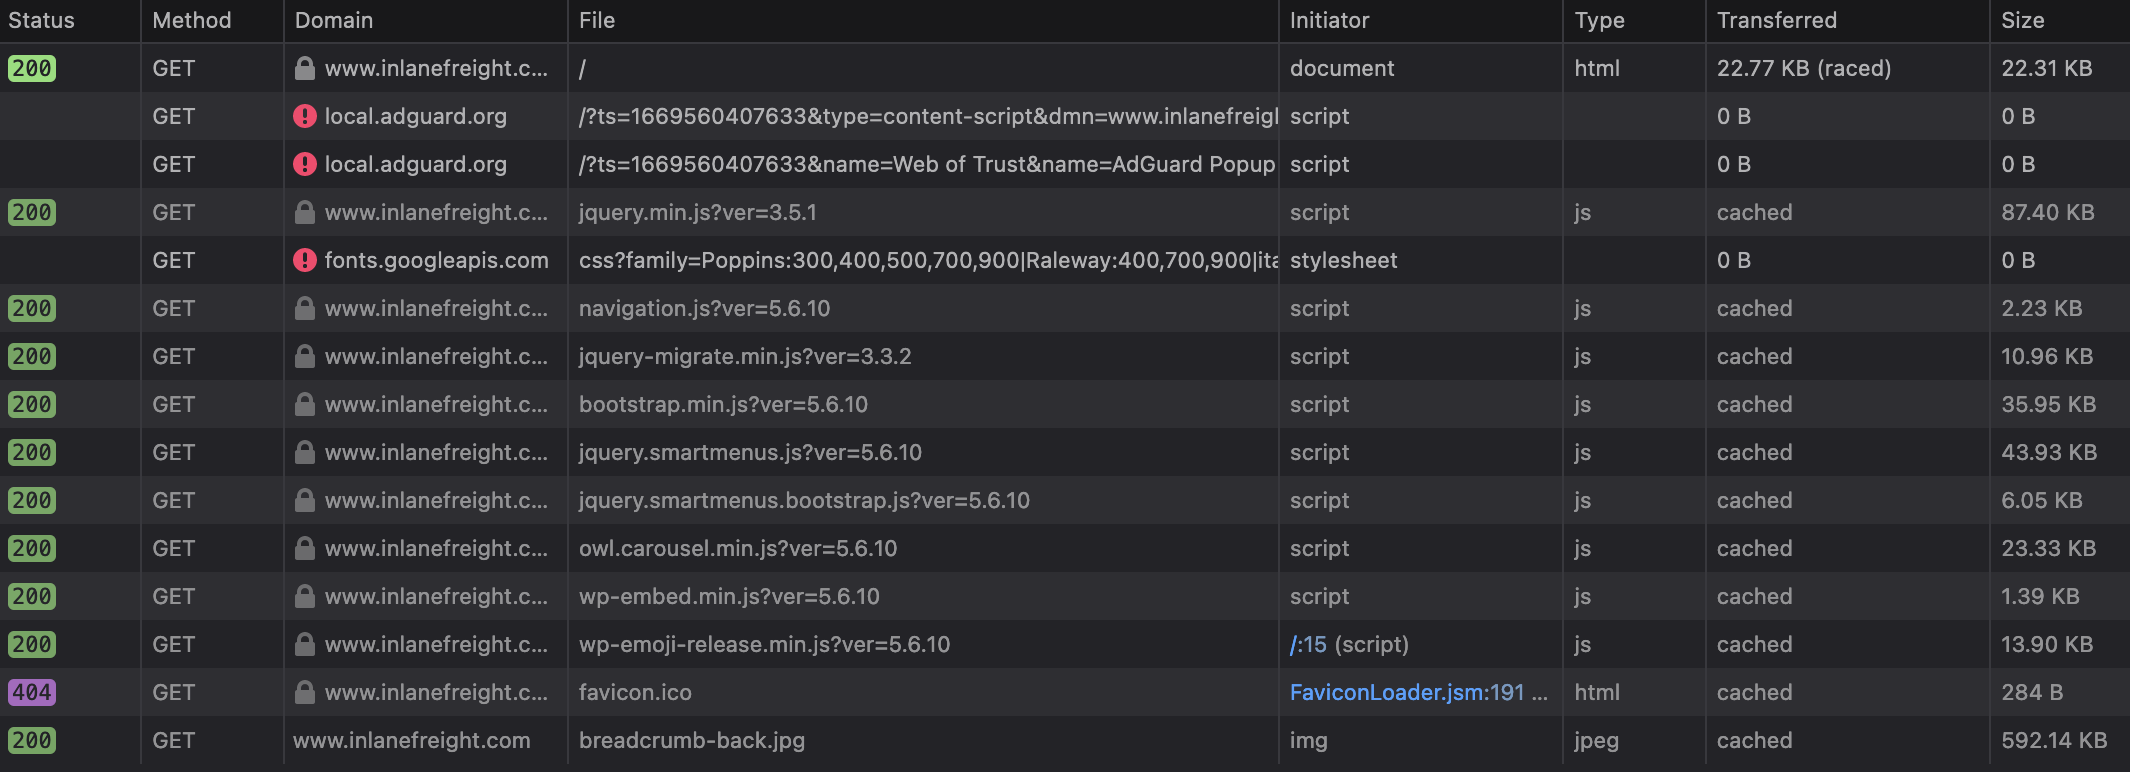 Status Method Domain File Initiator Type Transferred Size
200 GET www.inlanefreight.c... / document html 22.77 KB (raced) 22.31 KB
GET local.adguard.org /?ts=1669560407633&type=content-script&dmn=www.inlanefreigl script 0 B 0 B
GET local.adguard.org /?ts=1669560407633&name=Web of Trust&name=AdGuard Popup script 0 B 0 B
200 GET www.inlanefreight.c... jquery.min.js?ver=3.5.1 script js cached 87.40 KB
GET fonts.googleapis.com css?family=Poppins:300,400,500,700,900|Raleway:400,700,900|ita stylesheet 0 B 0 B
200 GET www.inlanefreight.c... navigation.js?ver=5.6.10 script js cached 2.23 KB
200 GET www.inlanefreight.c... jquery-migrate.min.js?ver=3.3.2 script js cached 10.96 KB
200 GET www.inlanefreight.c... bootstrap.min.js?ver=5.6.10 script js cached 35.95 KB
200 GET www.inlanefreight.c... jquery.smartmenus.js?ver=5.6.10 script js cached 43.93 KB
200 GET www.inlanefreight.c... jquery.smartmenus.bootstrap.js?ver=5.6.10 script js cached 6.05 KB
200 GET www.inlanefreight.c... owl.carousel.min.js?ver=5.6.10 script js cached 23.33 KB
200 GET www.inlanefreight.c... wp-embed.min.js?ver=5.6.10 script js cached 1.39 KB
200 GET www.inlanefreight.c... wp-emoji-release.min.js?ver=5.6.10 /:15 (script) js cached 13.90 KB
404 GET www.inlanefreight.c... favicon.ico FaviconLoader.jsm:191 ... html cached 284 B
200 GET www.inlanefreight.com breadcrumb-back.jpg img jpeg cached 592.14 KB